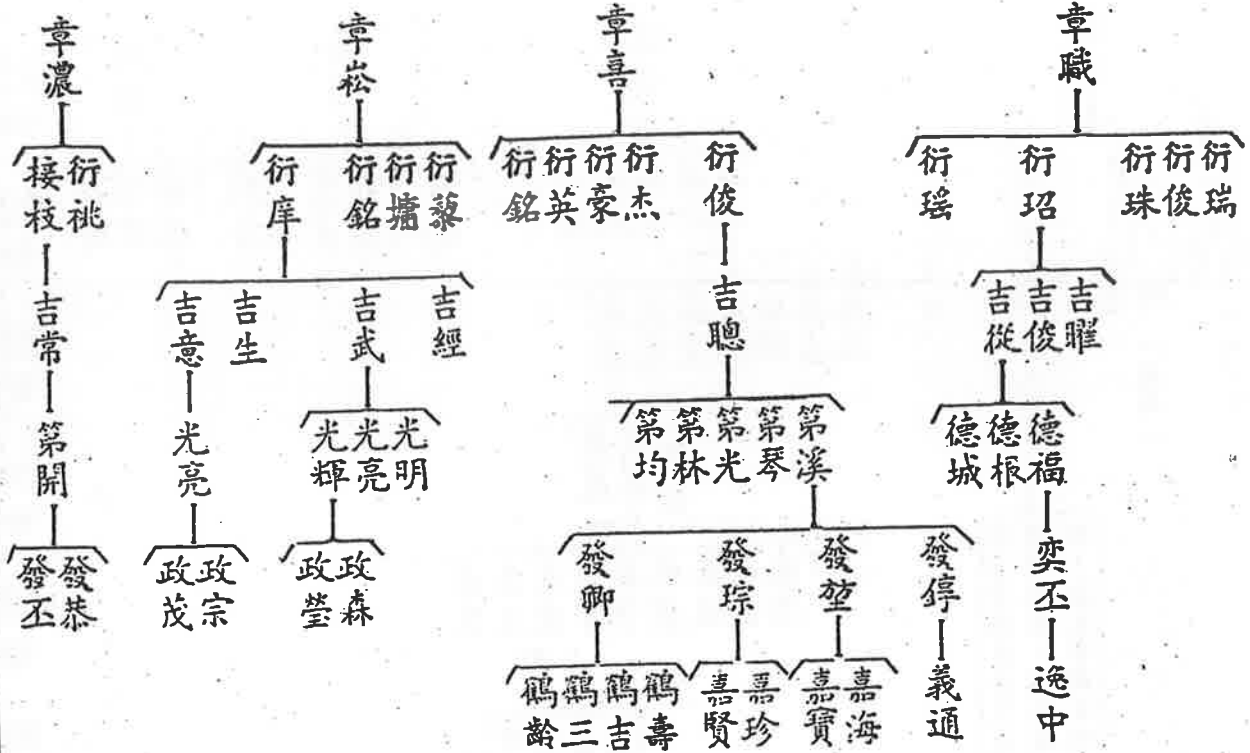 章職
衍瑞
衍俊
衍珠
衍玿
衍瑶
吉曜
吉俊
吉從
德福
德根
德城
奕丕
逸中
章喜
衍俊
衍杰
衍豪
衍英
衍銘
吉聰
第溪
第琴
第光
第林
第均
發錞
發堃
發琮
發卿
義通
嘉海
嘉寶
嘉珍
嘉賢
鶴壽
鶴吉
鶴三
鶴齡
章崧
衍藜
衍墉
衍銘
衍庠
吉經
吉武
吉生
吉意
光明
光亮
光輝
光亮
政森
政瑩
政宗
政茂
章濃
衍祧
接枝
吉常
第開
發恭
發丕